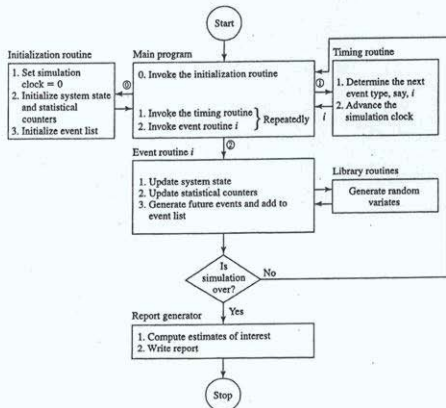 Start
Initialization routine
1. Set simulation
clock = 0
2. Initialize system state
and statistical
counters
3. Initialize event list
Main program
0. Invoke the initialization routine
1. Invoke the timing routine
2. Invoke event routine i
} Repeatedly
Timing routine
1. Determine the next
event type, say, i
2. Advance the
simulation clock
⓪
①
i
②
Event routine i
1. Update system state
2. Update statistical counters
3. Generate future events and add to
event list
Library routines
Generate random
variates
Is
simulation
over?
No
Yes
Report generator
1. Compute estimates of interest
2. Write report
Stop